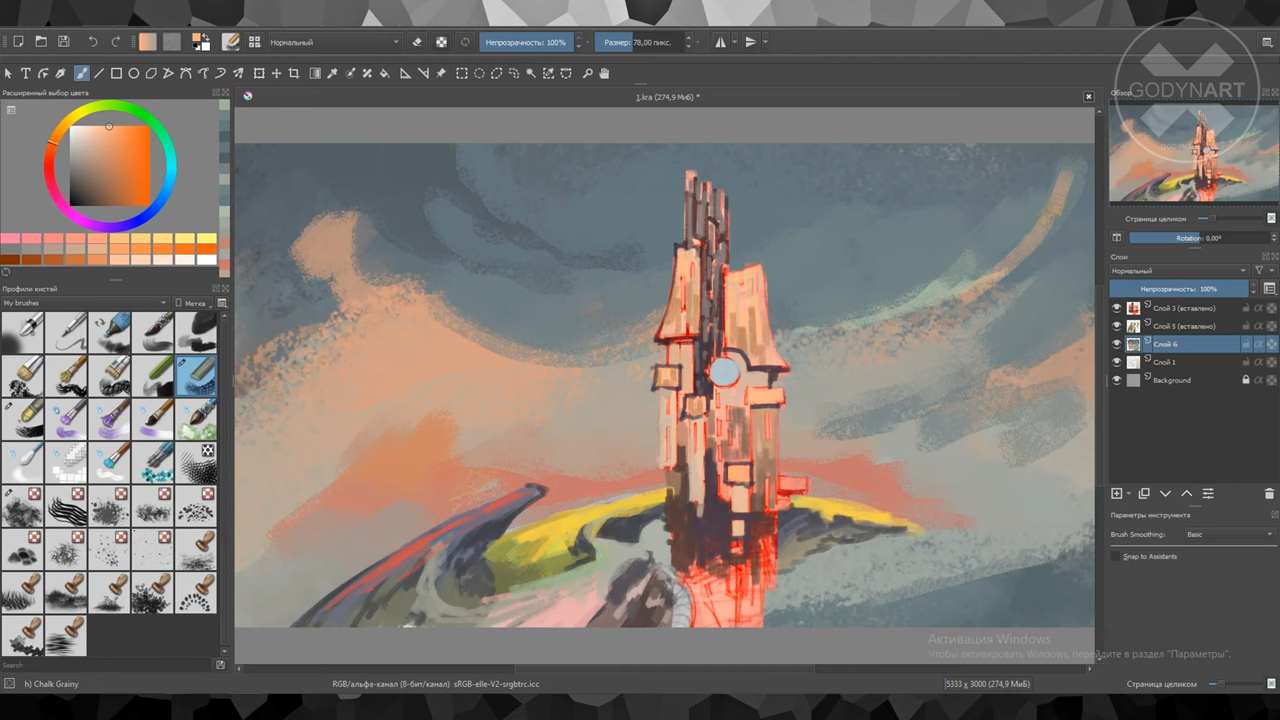 Нормальный
Непрозрачность: 100%
Размер: 78,00 пикс.
Расширенный выбор цвета
1.kra (274,9 МиБ) *
Обзор
GODYNART
GODYNART
Страница целиком
Rotation: 0,00°
Слои
Нормальный
Непрозрачность: 100%
Слой 3 (вставлено)
Слой 5 (вставлено)
Слой 6
Слой 1
Background
Профили кистей
My brushes
Метка
Параметры инструмента
Brush Smoothing:
Basic
Snap to Assistants
Активация Windows
Чтобы активировать Windows, перейдите в раздел "Параметры".
Search
h) Chalk Grainy
RGB/альфа-канал (8-бит/канал) sRGB-elle-V2-srgbtrc.icc
5333 x 3000 (274,9 МиБ)
Страница целиком